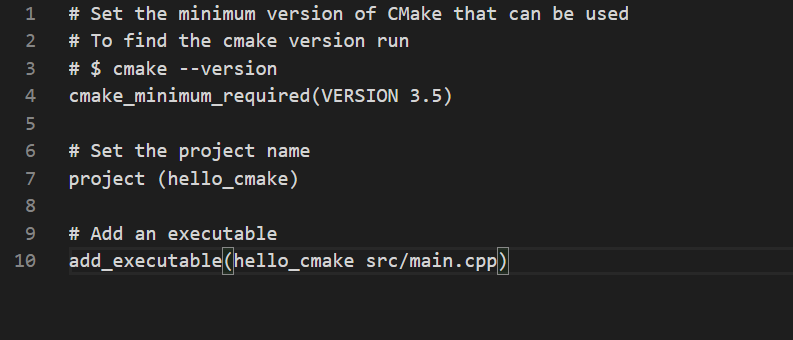 1 # Set the minimum version of CMake that can be used
2 # To find the cmake version run
3 # $ cmake --version
4 cmake_minimum_required(VERSION 3.5)
5
6 # Set the project name
7 project (hello_cmake)
8
9 # Add an executable
10 add_executable(hello_cmake src/main.cpp)